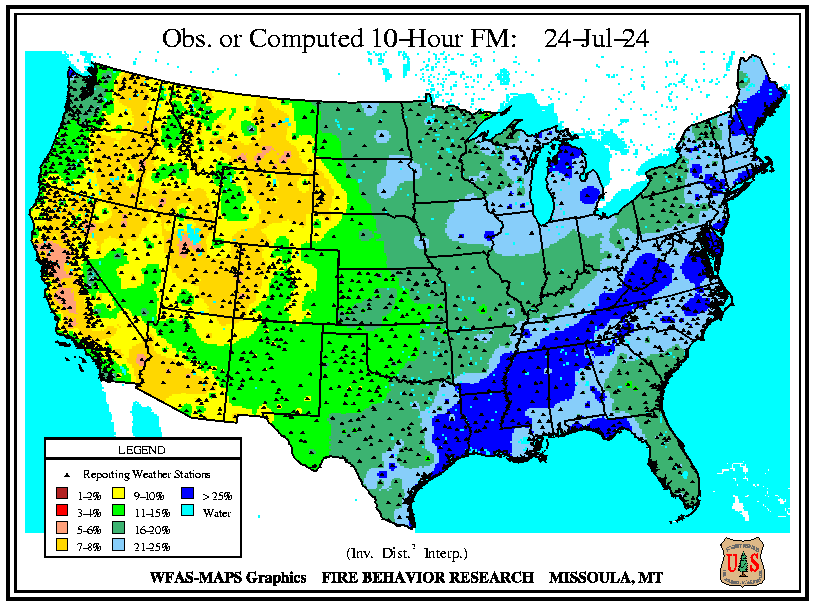 Obs. or Computed 10-Hour FM: 24-Jul-24
LEGEND
Reporting Weather Stations
1-2% 9-10% > 25%
3-4% 11-15% Water
5-6% 16-20%
7-8% 21-25%
(Inv. Dist.² Interp.)
WFAS-MAPS Graphics FIRE BEHAVIOR RESEARCH MISSOULA, MT
U S